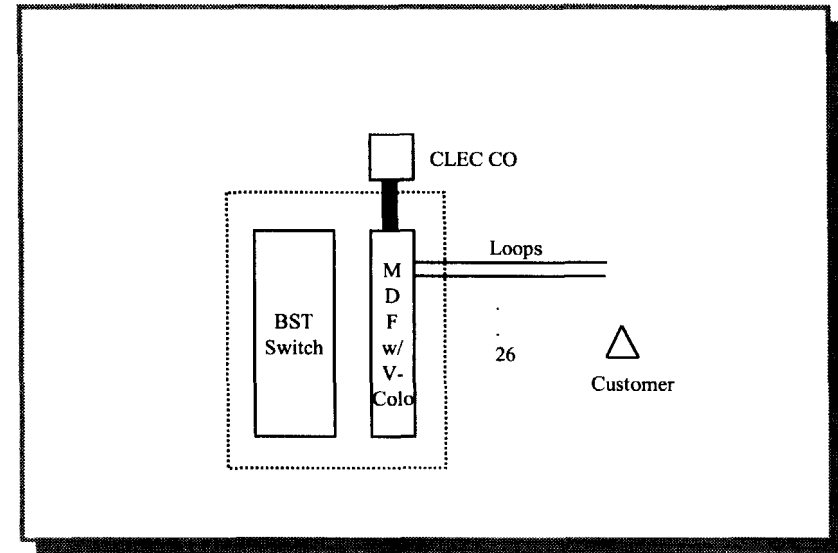 CLEC CO
Loops
M
D
F
w/
V-
Colo
BST
Switch
.
.
26
Customer